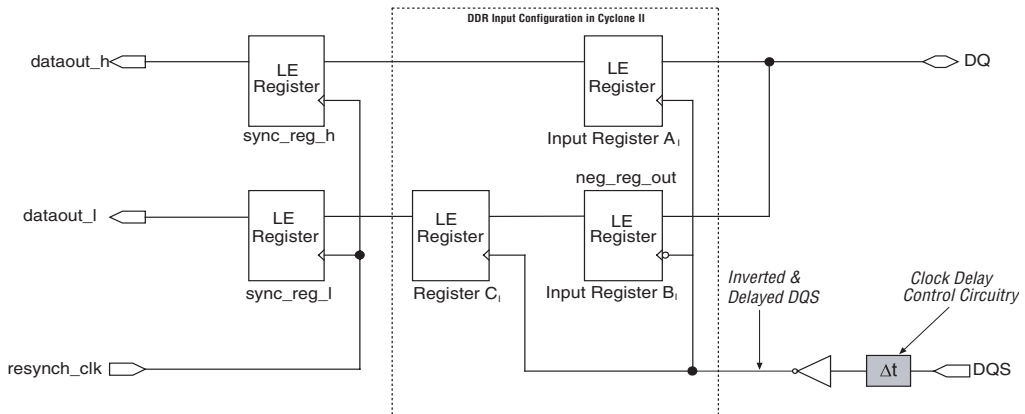 DDR Input Configuration in Cyclone II
dataout_h
LE
Register
sync_reg_h
LE
Register
Input Register A I
DQ
neg_reg_out
dataout_l
LE
Register
sync_reg_l
LE
Register
Register C I
LE
Register
Input Register B I
Inverted &
Delayed DQS
Clock Delay
Control Circuitry
resynch_clk
Δt
DQS